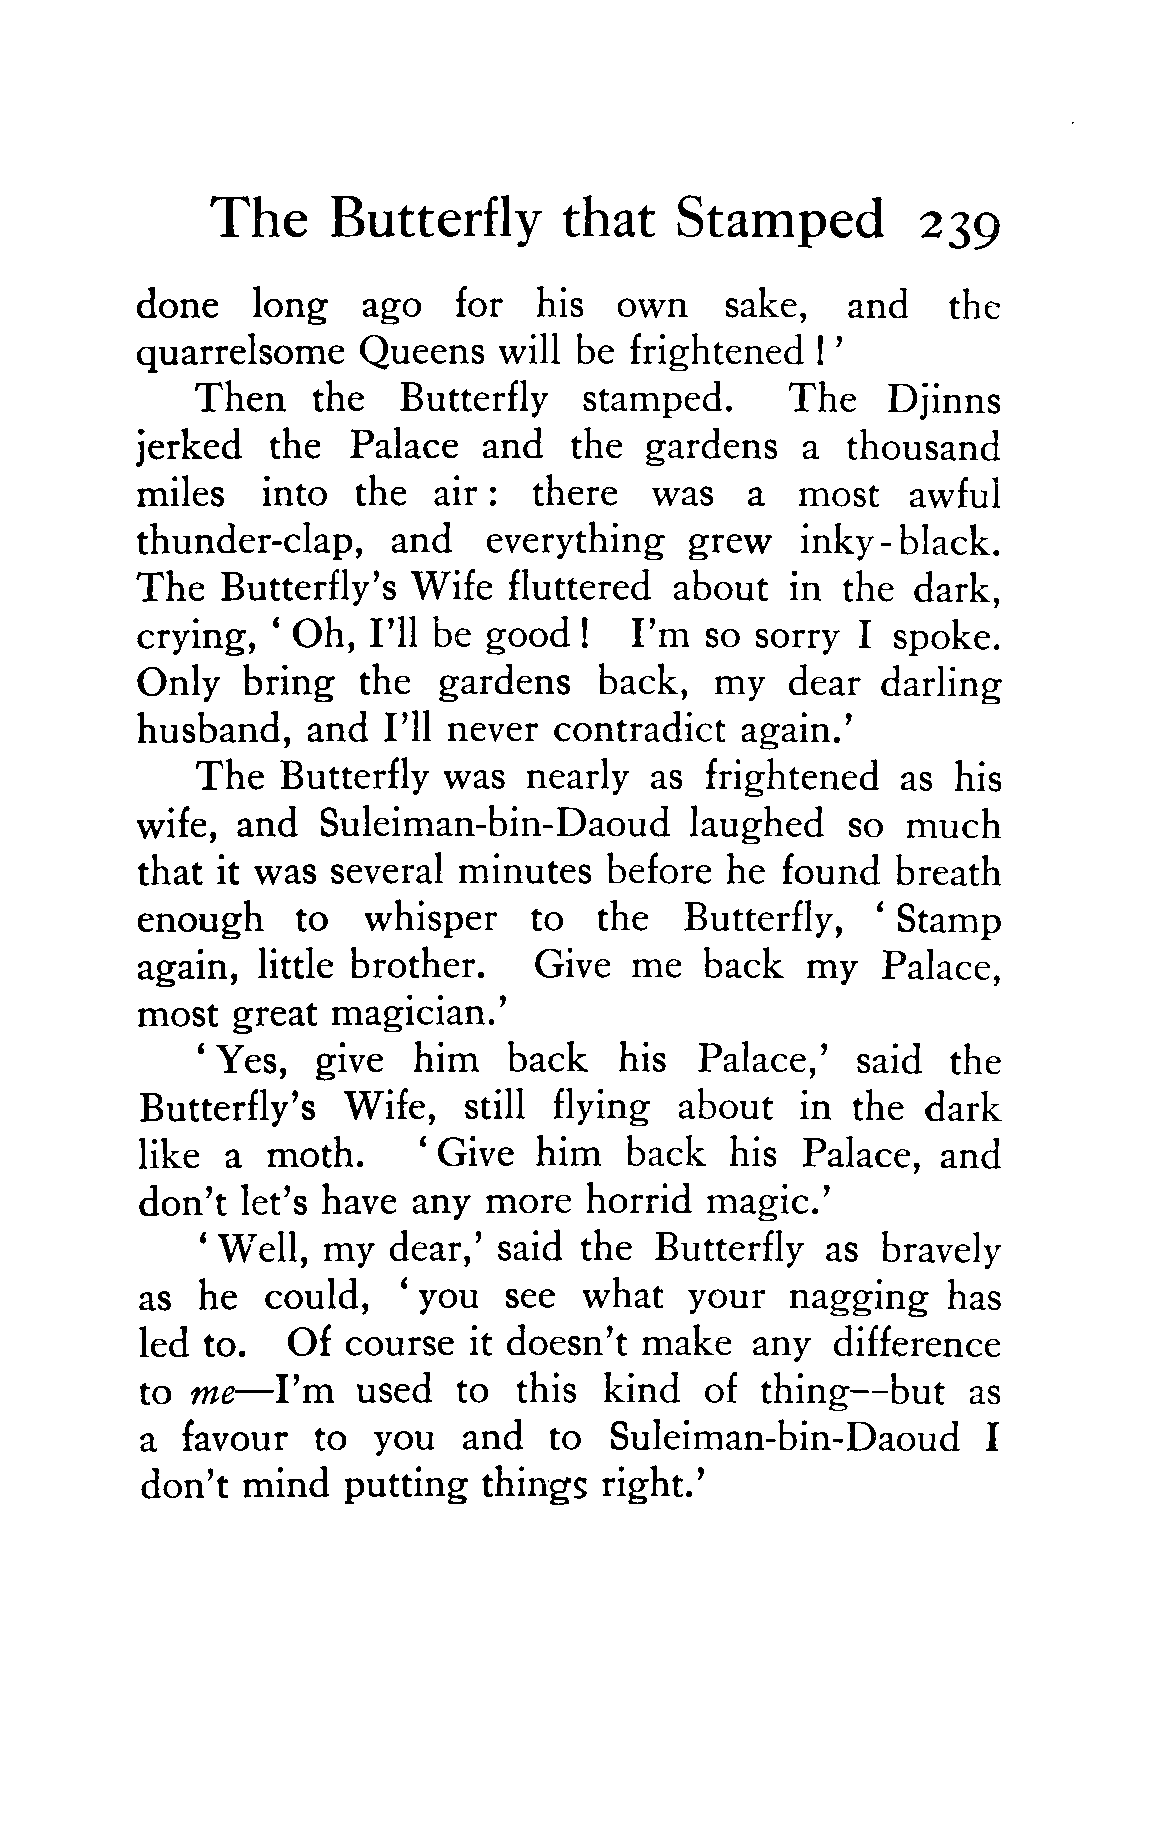 The Butterfly that Stamped 239
done long ago for his own sake, and the
quarrelsome Queens will be frightened!'
Then the Butterfly stamped. The Djinns
jerked the Palace and the gardens a thousand
miles into the air: there was a most awful
thunder-clap, and everything grew inky-black.
The Butterfly's Wife fluttered about in the dark,
crying, 'Oh, I'll be good! I'm so sorry I spoke.
Only bring the gardens back, my dear darling
husband, and I'll never contradict again.'
The Butterfly was nearly as frightened as his
wife, and Suleiman-bin-Daoud laughed so much
that it was several minutes before he found breath
enough to whisper to the Butterfly, 'Stamp
again, little brother. Give me back my Palace,
most great magician.'
'Yes, give him back his Palace,' said the
Butterfly's Wife, still flying about in the dark
like a moth. 'Give him back his Palace, and
don't let's have any more horrid magic.'
'Well, my dear,' said the Butterfly as bravely
as he could, 'you see what your nagging has
led to. Of course it doesn't make any difference
to me—I'm used to this kind of thing—but as
a favour to you and to Suleiman-bin-Daoud I
don't mind putting things right.'